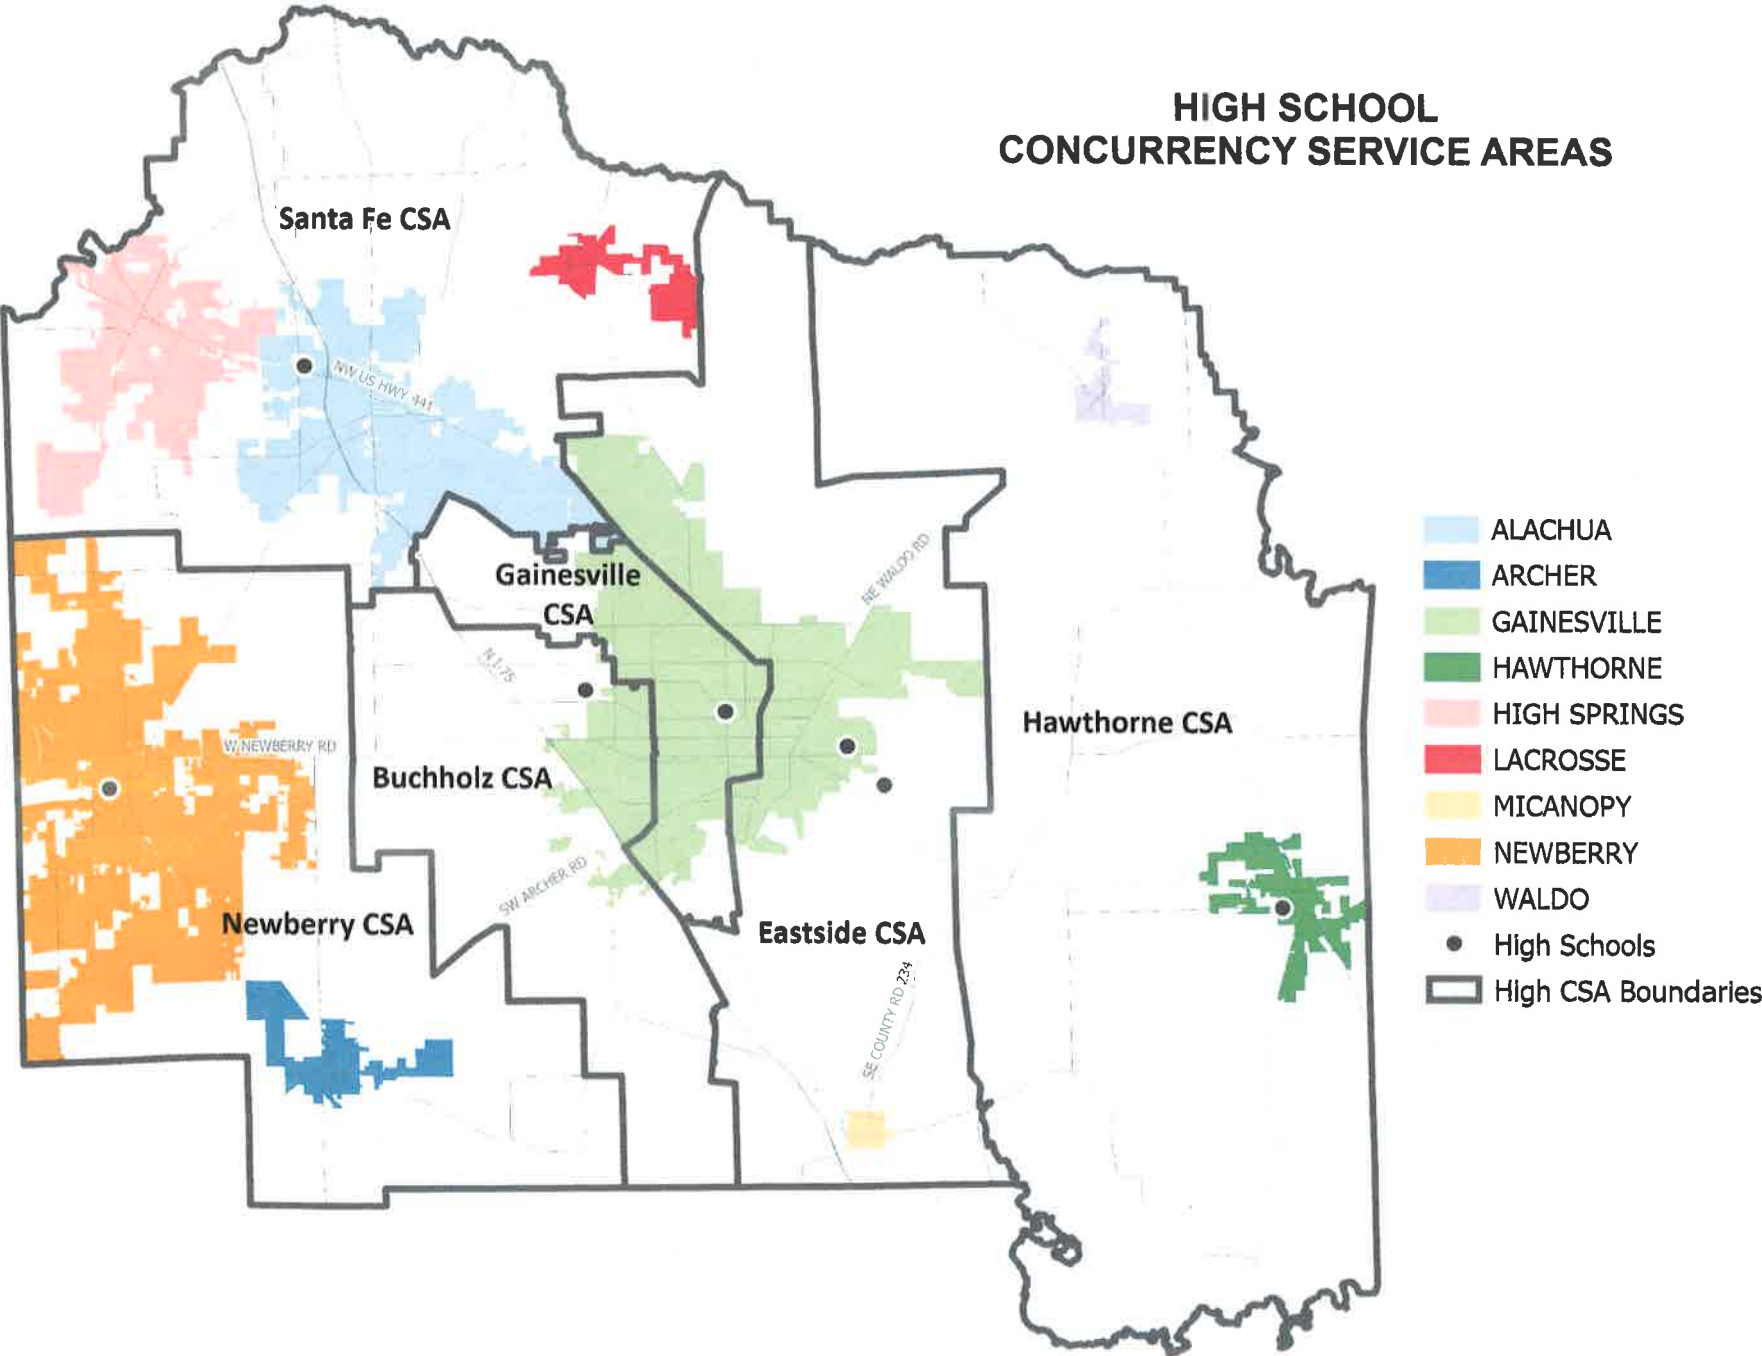 HIGH SCHOOL
CONCURRENCY SERVICE AREAS
Santa Fe CSA
NW US HWY 441
Gainesville
CSA
NE WALDO RD
N I-75
Hawthorne CSA
W NEWBERRY RD
Buchholz CSA
SW ARCHER RD
Newberry CSA
Eastside CSA
SE COUNTY RD 234
ALACHUA
ARCHER
GAINESVILLE
HAWTHORNE
HIGH SPRINGS
LACROSSE
MICANOPY
NEWBERRY
WALDO
High Schools
High CSA Boundaries